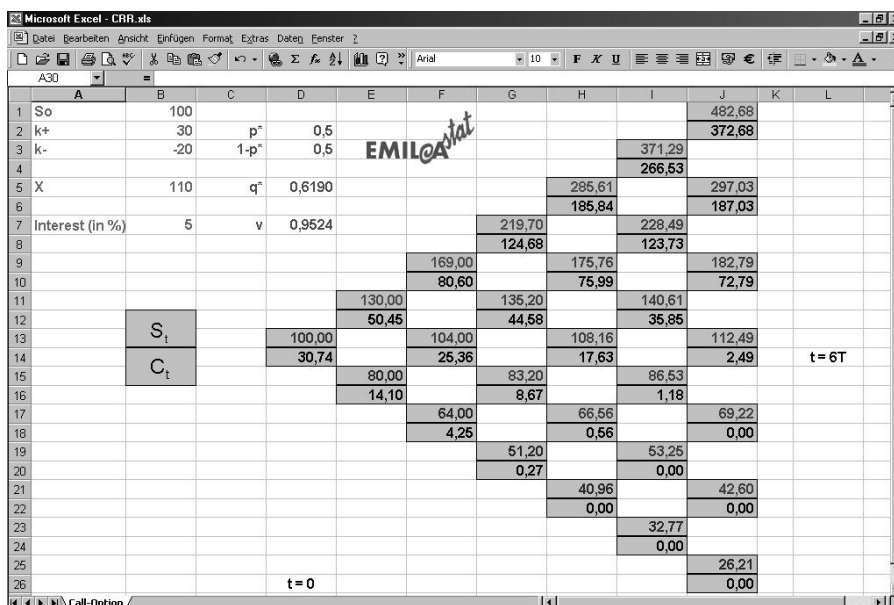 Microsoft Excel - CRR.xls
Datei Bearbeiten Ansicht Einfügen Format Extras Daten Fenster ?
Arial 10 F K U
A30 =
A B C D E F G H I J K L
1 So 100 482,68
2 k+ 30 p* 0,5 372,68
3 k- -20 1-p* 0,5 EMILeAstat 371,29
4 266,53
5 X 110 q* 0,6190 285,61 297,03
6 185,84 187,03
7 Interest (in %) 5 v 0,9524 219,70 228,49
8 124,68 123,73
9 169,00 175,76 182,79
10 80,60 75,99 72,79
11 130,00 135,20 140,61
12 50,45 44,58 35,85
13 St 100,00 104,00 108,16 112,49
14 30,74 25,36 17,63 2,49 t = 6T
15 Ct 80,00 83,20 86,53
16 14,10 8,67 1,18
17 64,00 66,56 69,22
18 4,25 0,56 0,00
19 51,20 53,25
20 0,27 0,00
21 40,96 42,60
22 0,00 0,00
23 32,77
24 0,00
25 26,21
26 t = 0 0,00
Call-Option